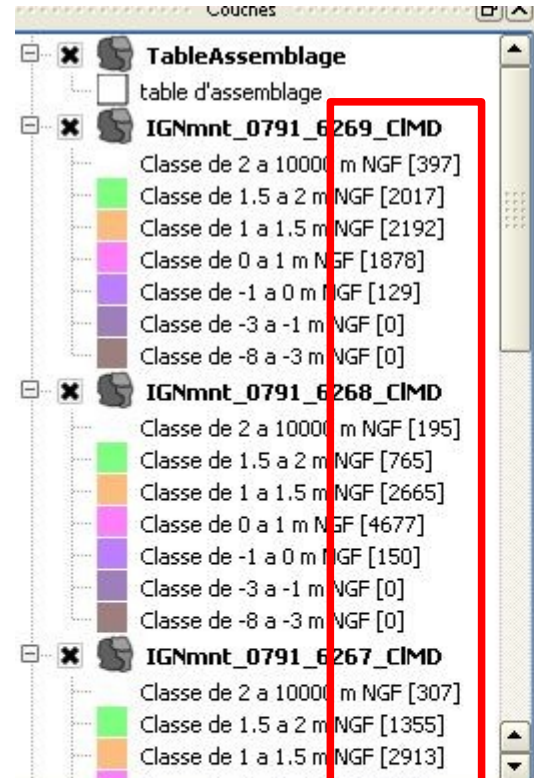 Couches
TableAssemblage
table d'assemblage
IGNmnt_0791_6269_ClMD
Classe de 2 a 10000 m NGF [397]
Classe de 1.5 a 2 m NGF [2017]
Classe de 1 a 1.5 m NGF [2192]
Classe de 0 a 1 m NGF [1878]
Classe de -1 a 0 m NGF [129]
Classe de -3 a -1 m NGF [0]
Classe de -8 a -3 m NGF [0]
IGNmnt_0791_6268_ClMD
Classe de 2 a 10000 m NGF [195]
Classe de 1.5 a 2 m NGF [765]
Classe de 1 a 1.5 m NGF [2665]
Classe de 0 a 1 m NGF [4677]
Classe de -1 a 0 m NGF [150]
Classe de -3 a -1 m NGF [0]
Classe de -8 a -3 m NGF [0]
IGNmnt_0791_6267_ClMD
Classe de 2 a 10000 m NGF [307]
Classe de 1.5 a 2 m NGF [1355]
Classe de 1 a 1.5 m NGF [2913]